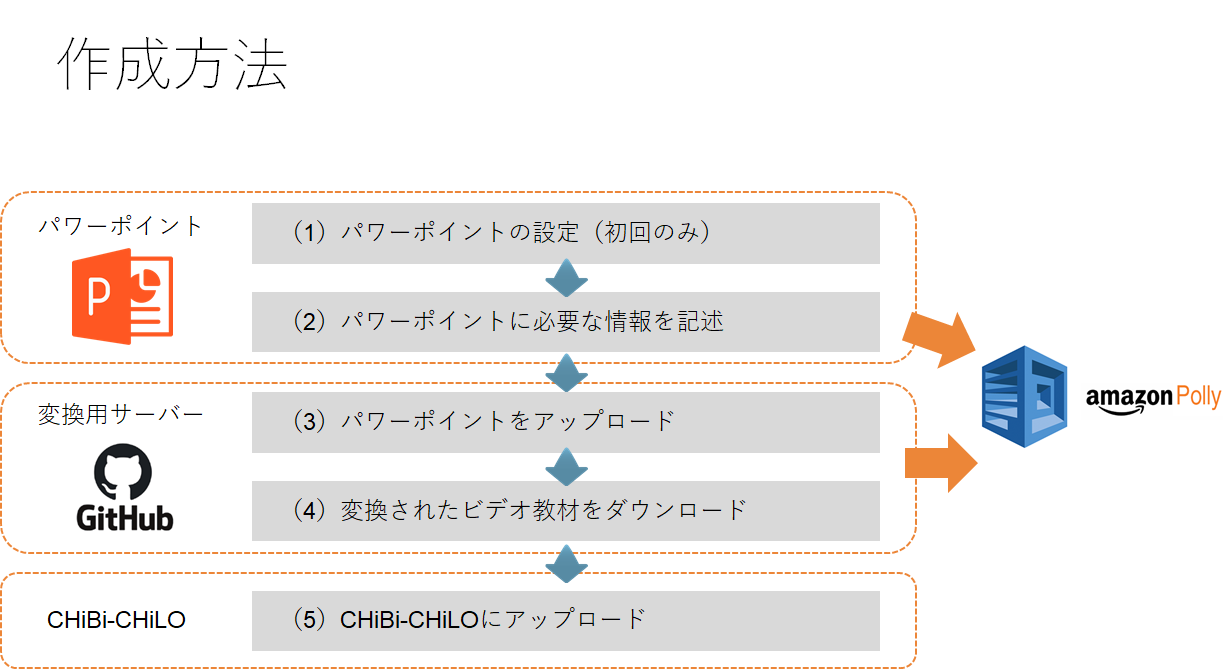 作成方法
パワーポイント
P
（1）パワーポイントの設定（初回のみ）
（2）パワーポイントに必要な情報を記述
変換用サーバー
GitHub
（3）パワーポイントをアップロード
（4）変換されたビデオ教材をダウンロード
amazon Polly
CHiBi-CHiLO
（5）CHiBi-CHiLOにアップロード